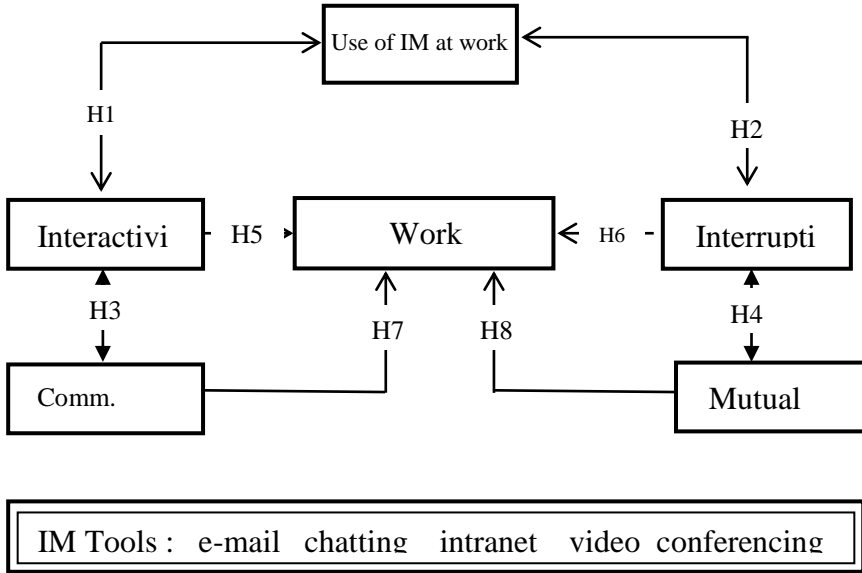 Use of IM at work
H1
H2
Interactivi
H5
Work
H6
Interrupti
H3
H7
H8
H4
Comm.
Mutual
IM Tools : e-mail chatting intranet video conferencing